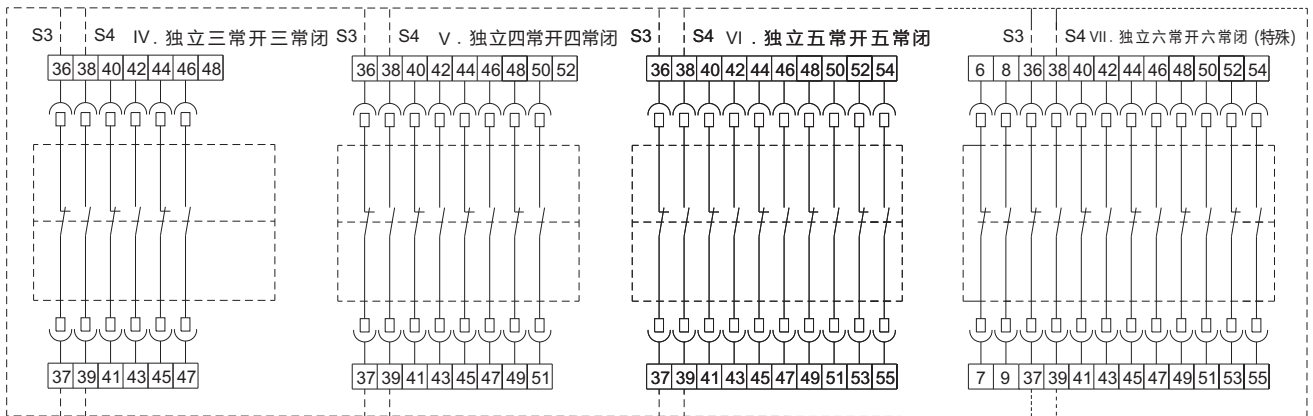 S3 S4 IV. 独立三常开三常闭
36 38 40 42 44 46 48
37 39 41 43 45 47
S3 S4 V. 独立四常开四常闭
36 38 40 42 44 46 48 50 52
37 39 41 43 45 47 49 51
S3 S4 VI. 独立五常开五常闭
36 38 40 42 44 46 48 50 52 54
37 39 41 43 45 47 49 51 53 55
S3 S4 VII. 独立六常开六常闭 (特殊)
6 8 36 38 40 42 44 46 48 50 52 54
7 9 37 39 41 43 45 47 49 51 53 55